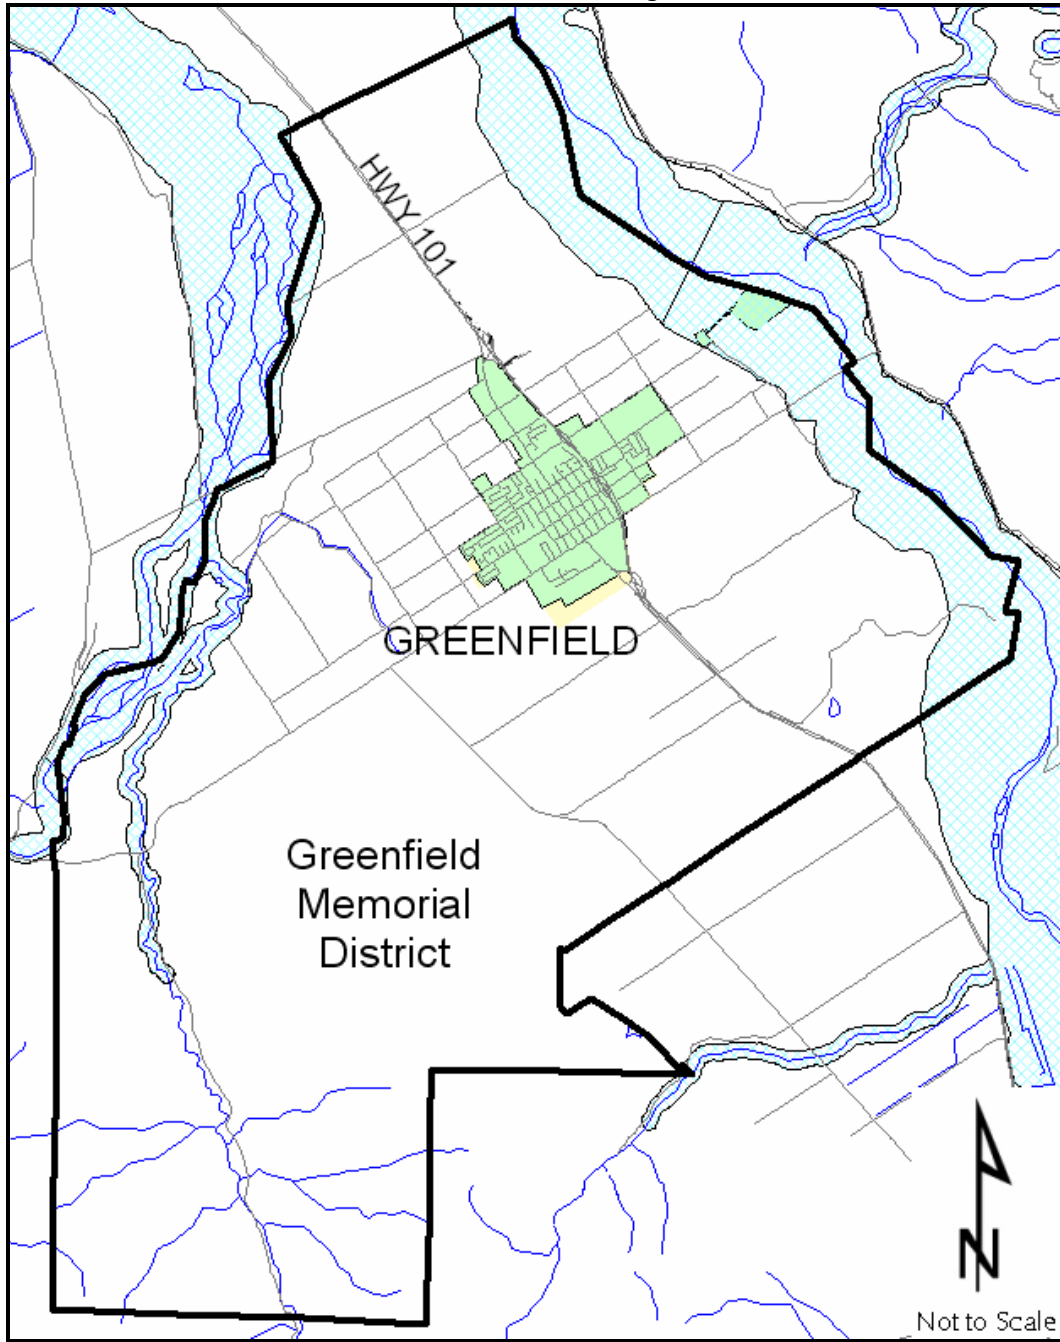 HWY 101
GREENFIELD
Greenfield
Memorial
District
N
Not to Scale